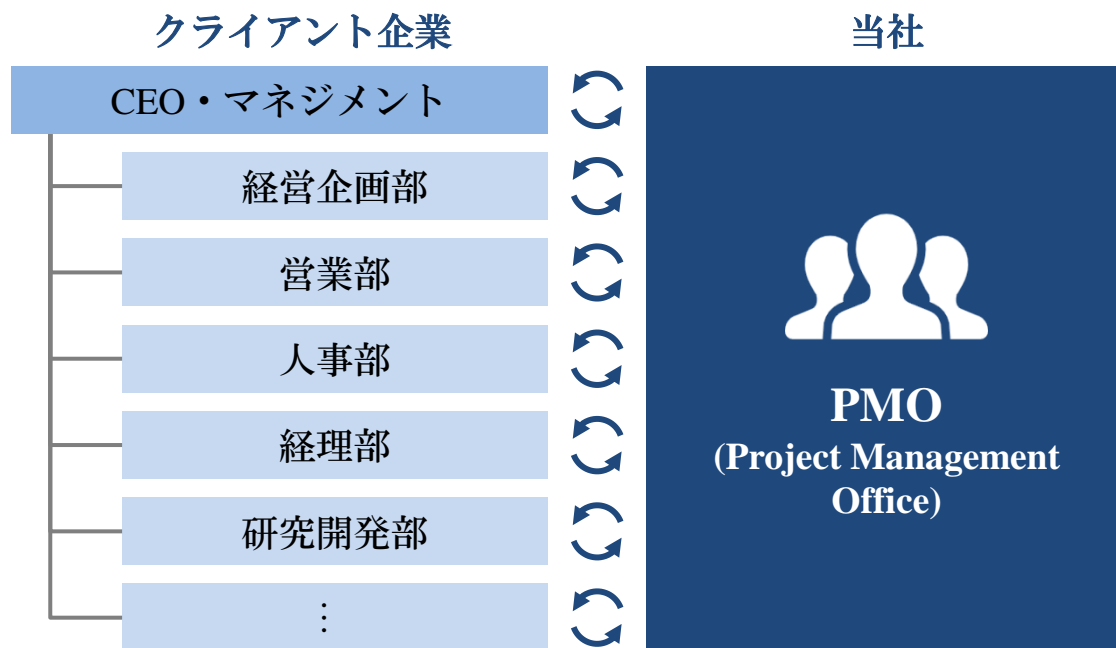 クライアント企業
当社
CEO・マネジメント
経営企画部
営業部
人事部
経理部
研究開発部
⋮
PMO
(Project Management
Office)